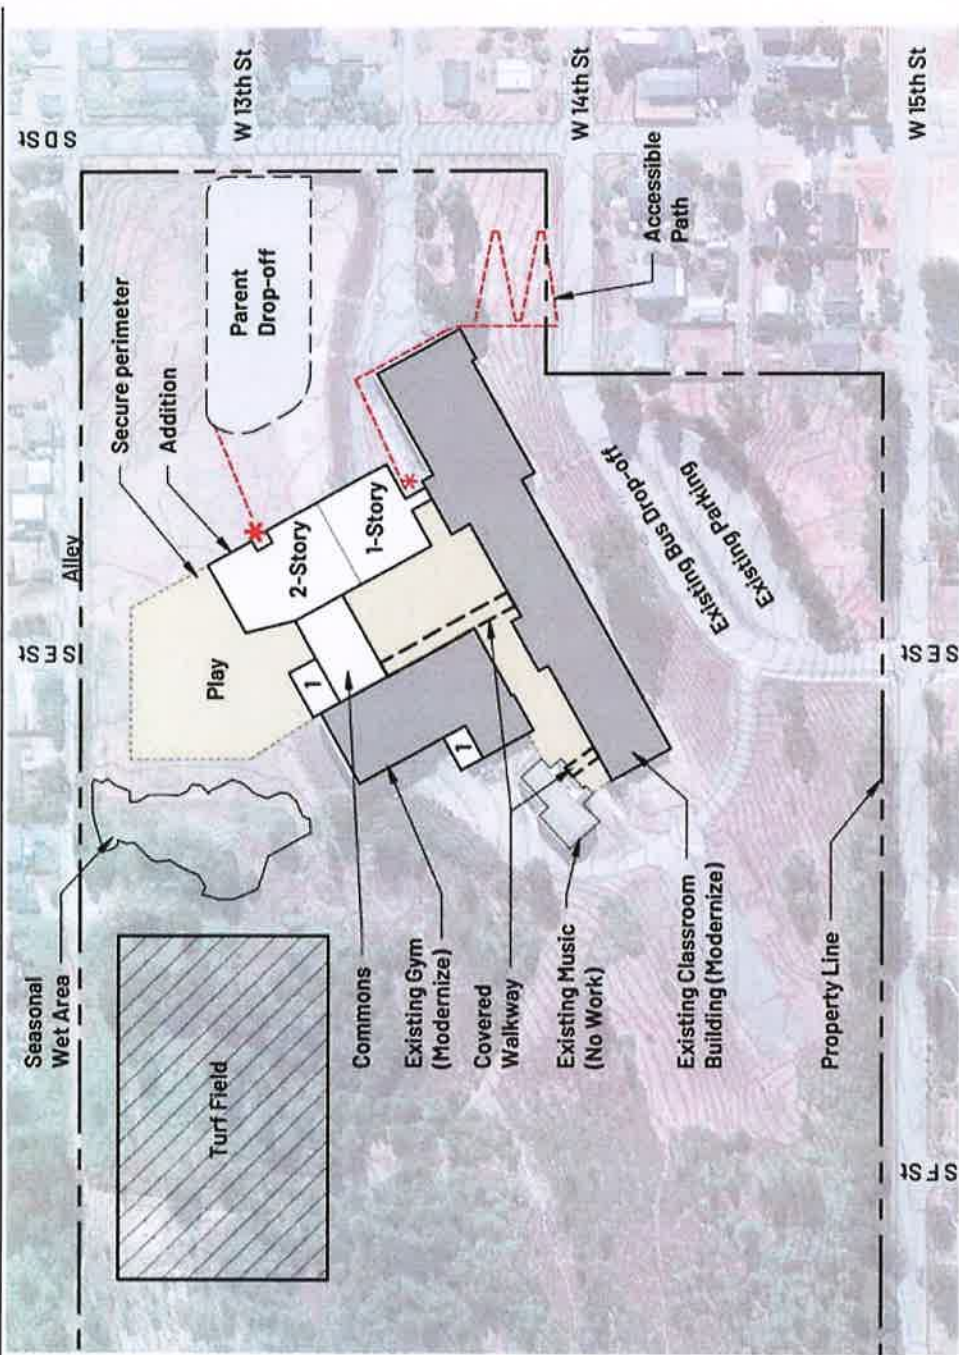 S D St
W 13th St
W 14th St
W 15th St
Secure perimeter
Addition
Parent
Drop-off
Accessible
Path
Alley
S E St
2-Story
1-Story
Play
1
1
Existing Bus Drop-off
Existing Parking
S E St
Seasonal
Wet Area
Turf Field
Commons
Existing Gym
(Modernize)
Covered
Walkway
Existing Music
(No Work)
Existing Classroom
Building (Modernize)
Property Line
S F St